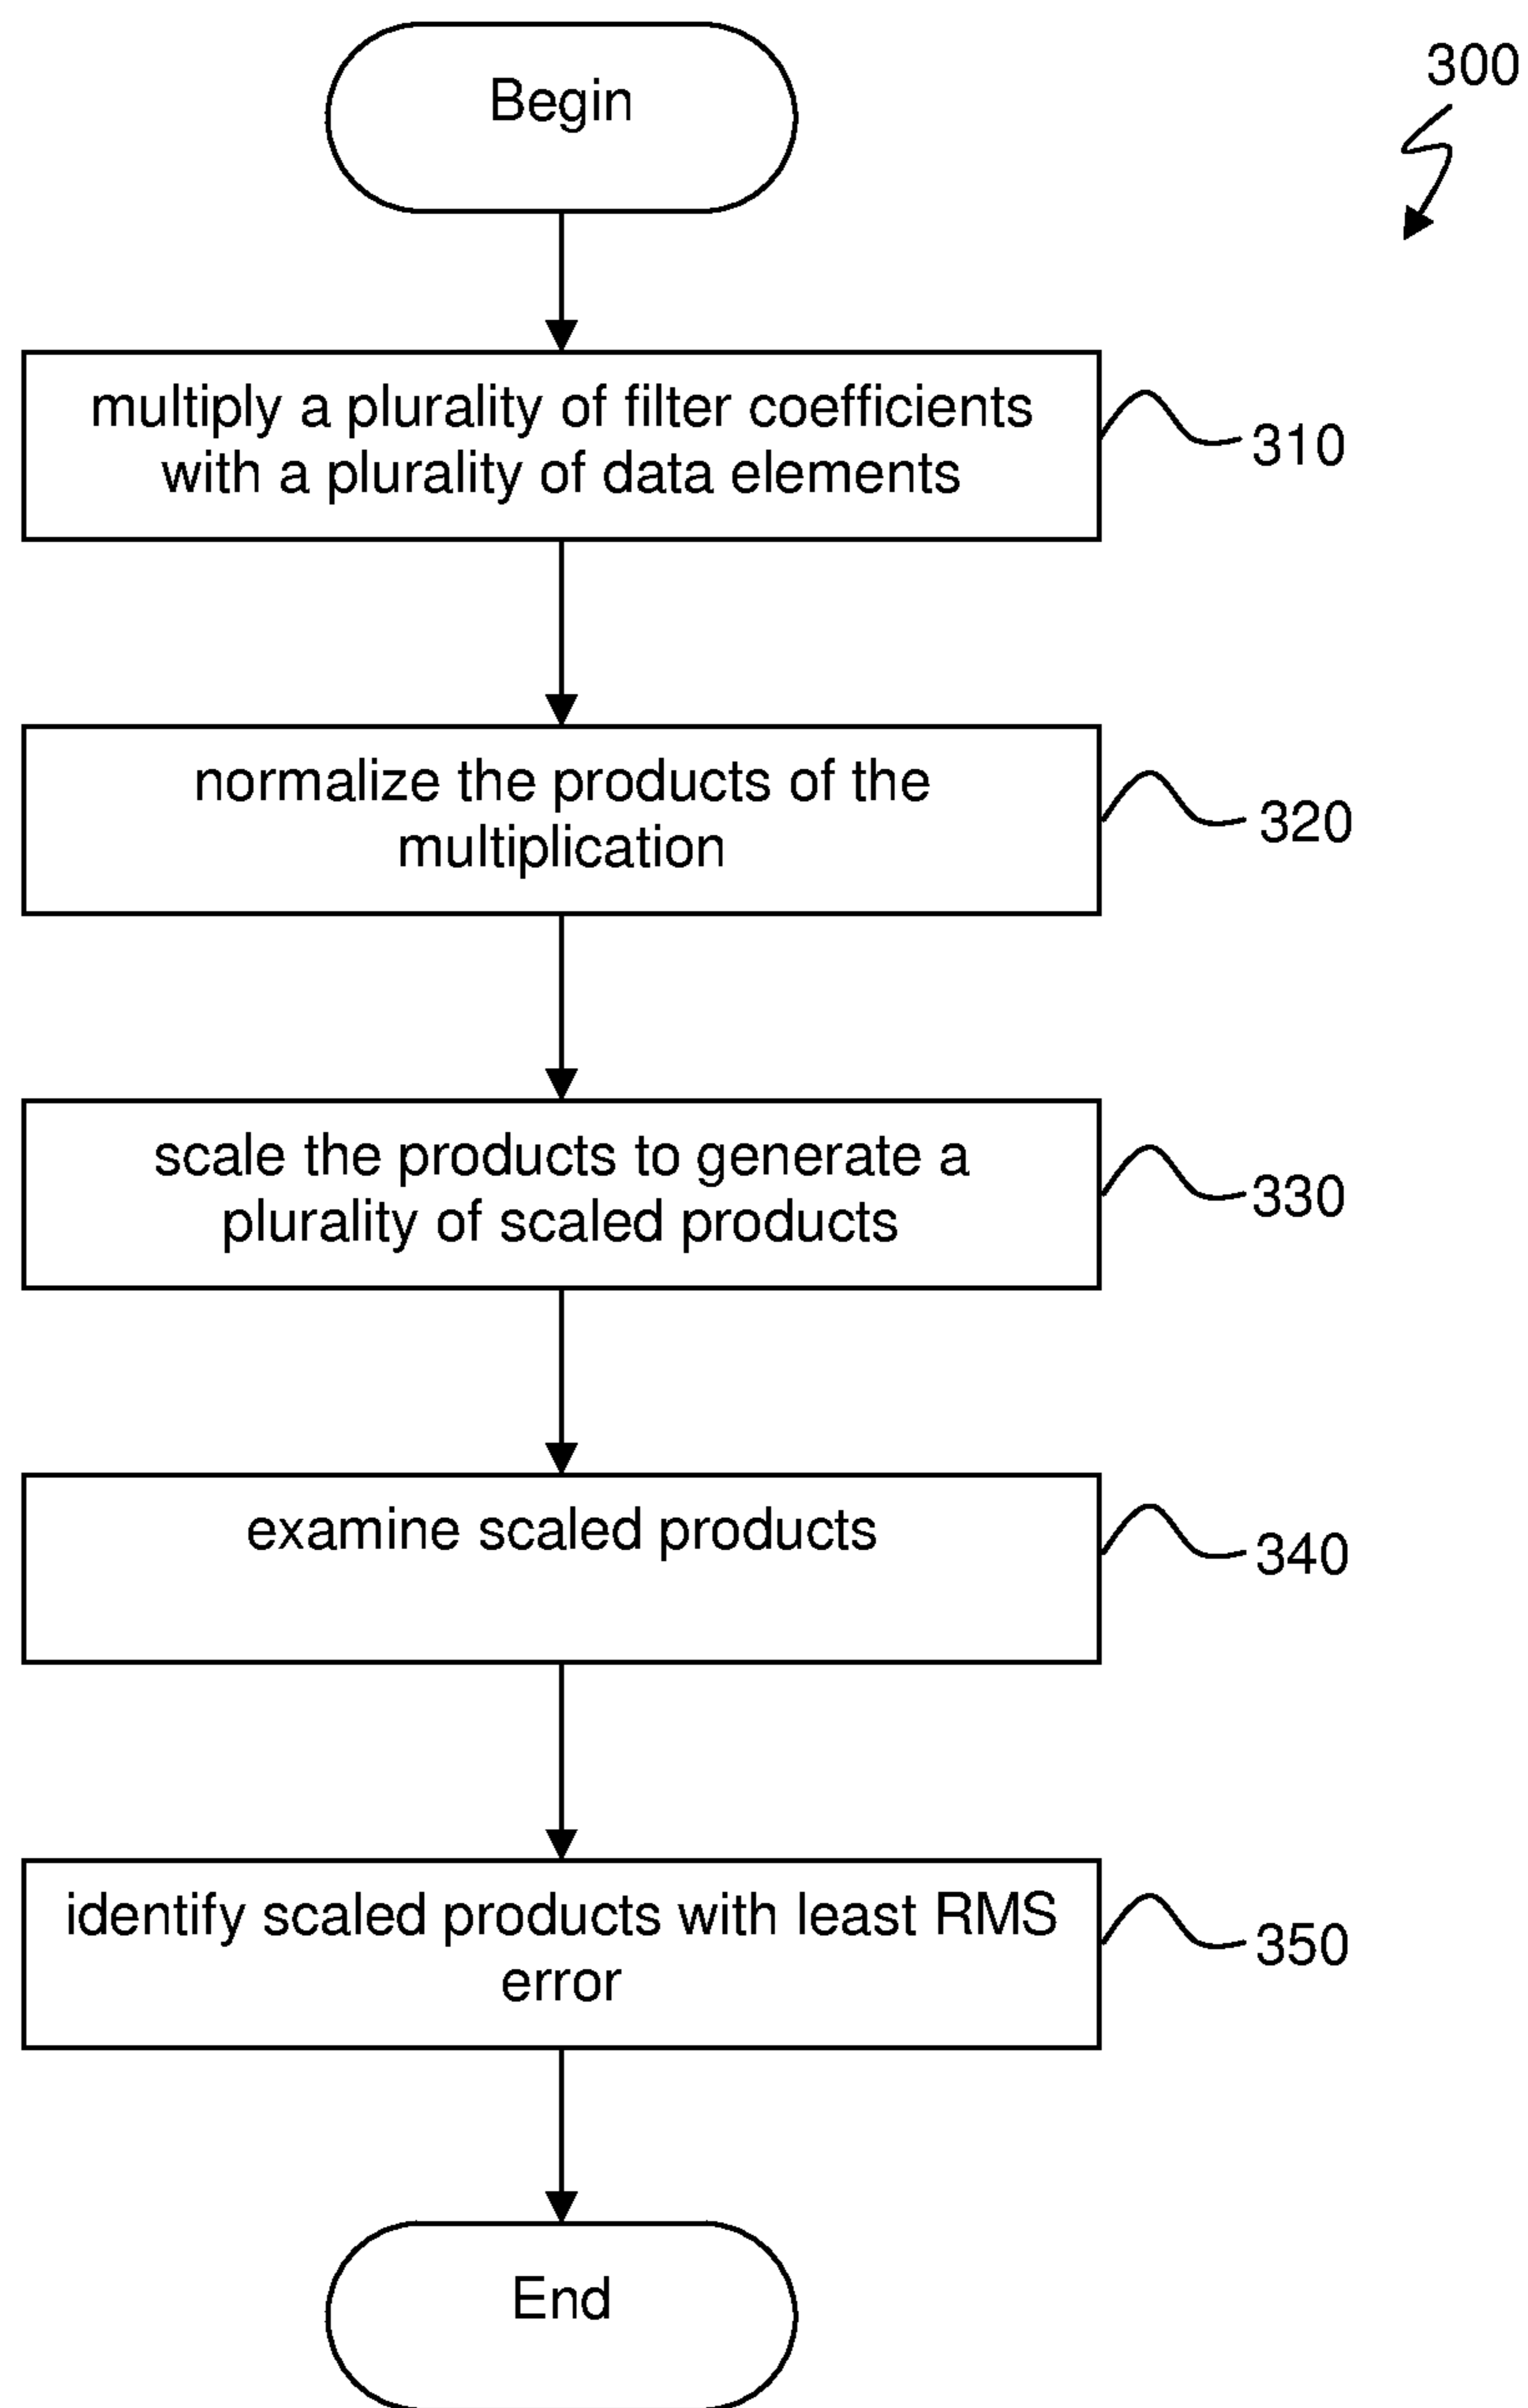 Begin
300
multiply a plurality of filter coefficients
with a plurality of data elements
310
normalize the products of the
multiplication
320
scale the products to generate a
plurality of scaled products
330
examine scaled products
340
identify scaled products with least RMS
error
350
End